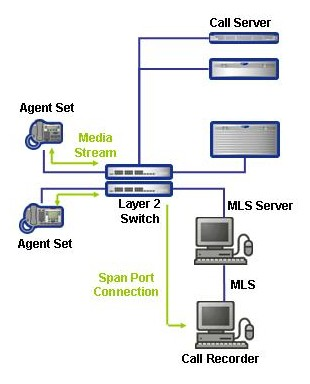 Call Server
Agent Set
Media
Stream
Layer 2
Switch
MLS Server
Agent Set
Span Port
Connection
MLS
Call Recorder